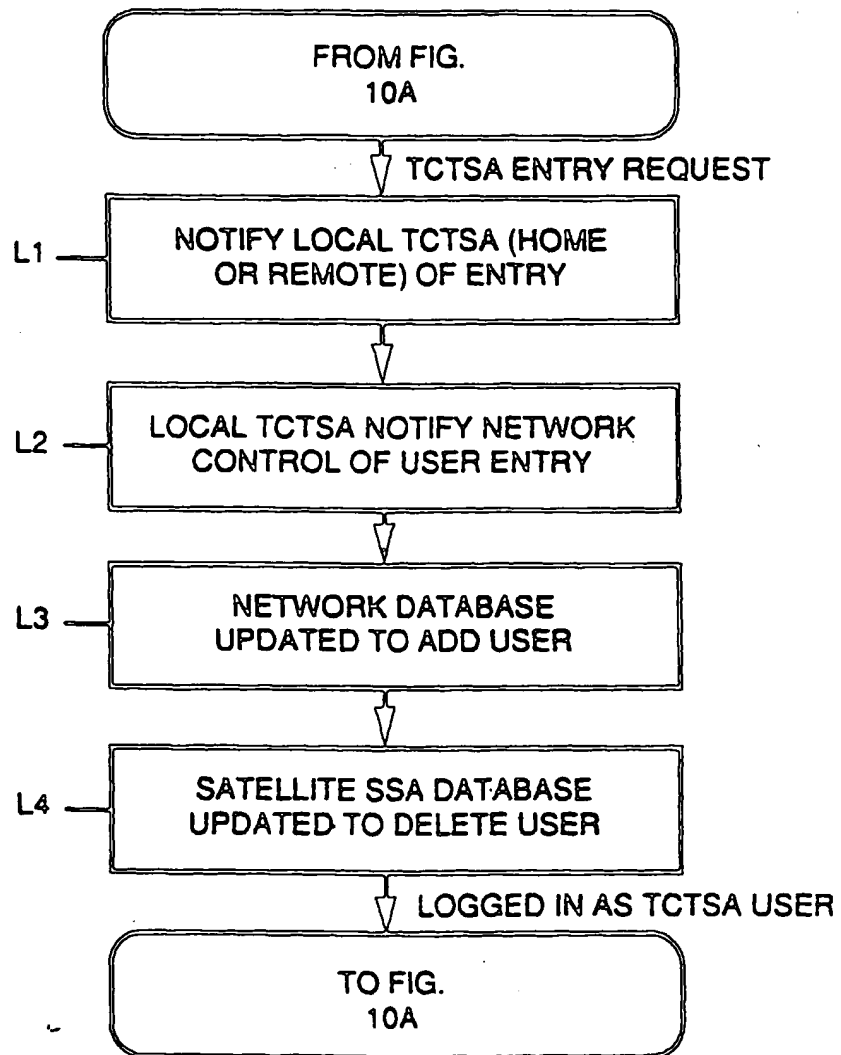 FROM FIG.
10A
TCTSA ENTRY REQUEST
L1
NOTIFY LOCAL TCTSA (HOME
OR REMOTE) OF ENTRY
L2
LOCAL TCTSA NOTIFY NETWORK
CONTROL OF USER ENTRY
L3
NETWORK DATABASE
UPDATED TO ADD USER
L4
SATELLITE SSA DATABASE
UPDATED TO DELETE USER
LOGGED IN AS TCTSA USER
TO FIG.
10A